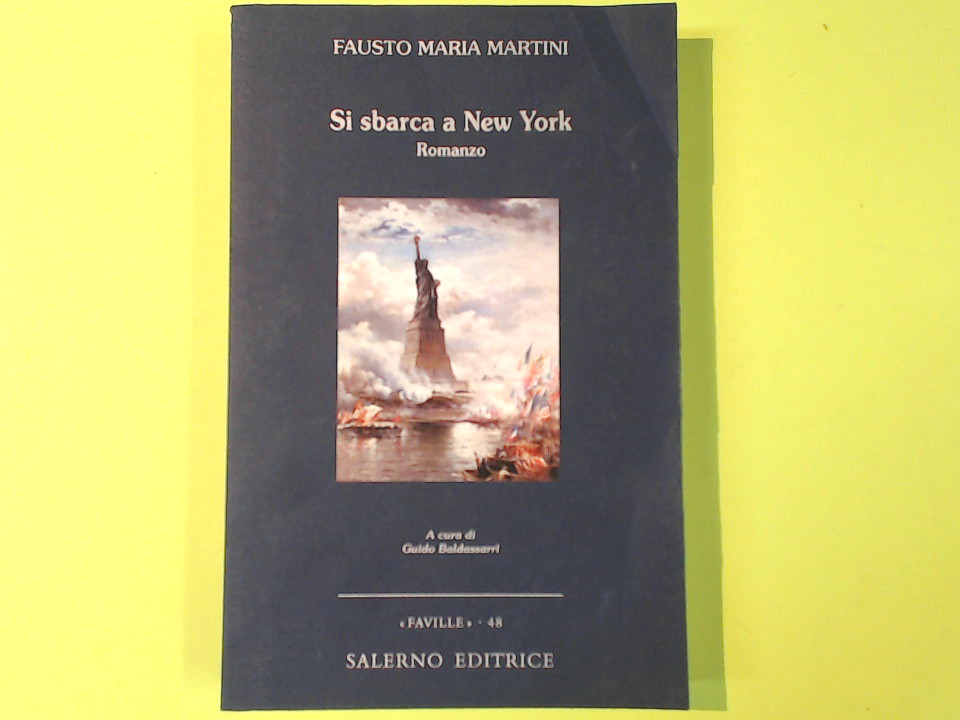 FAUSTO MARIA MARTINI
Si sbarca a New York
Romanzo
A cura di
Guido Baldassarri
«FAVILLE» · 48
SALERNO EDITRICE